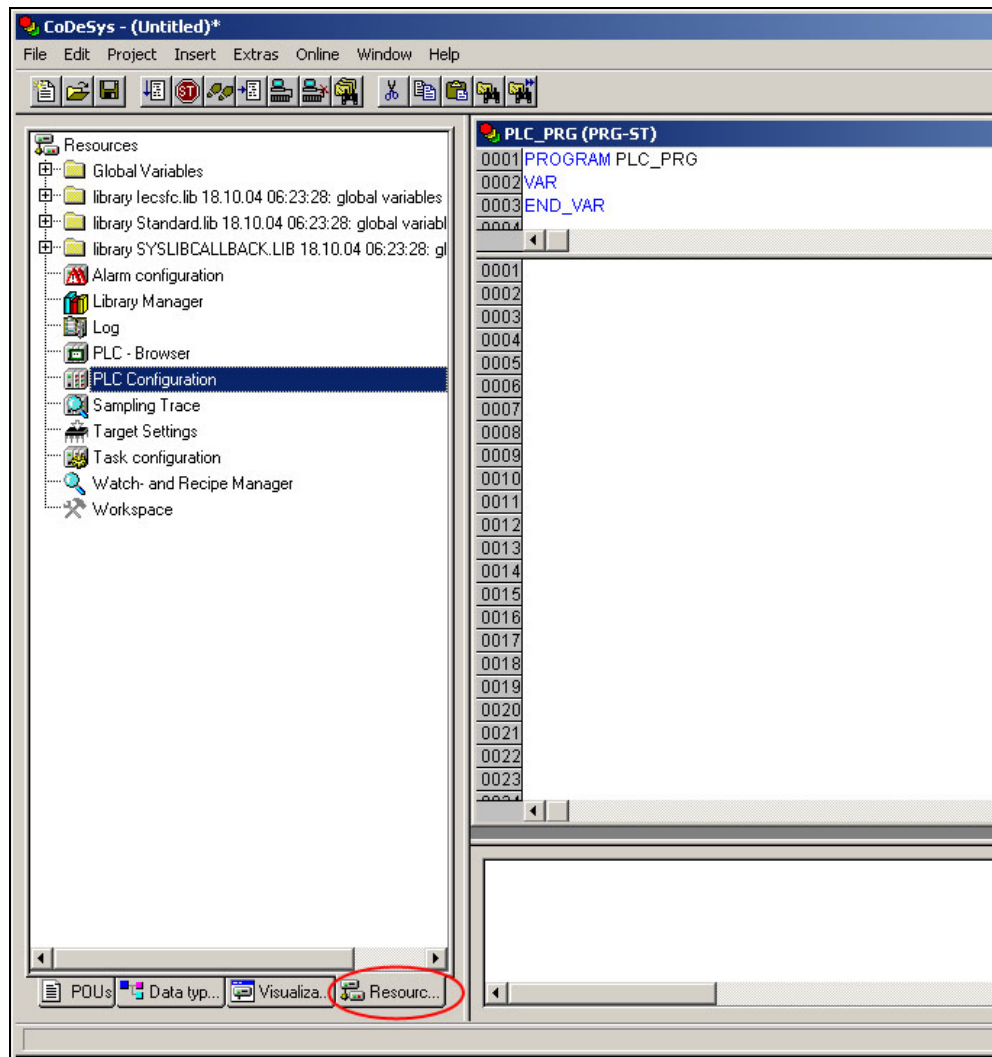 CoDeSys - (Untitled)*
File Edit Project Insert Extras Online Window Help
ST
Resources
Global Variables
library Iecsfc.lib 18.10.04 06:23:28: global variables
library Standard.lib 18.10.04 06:23:28: global variabl
library SYSLIBCALLBACK.LIB 18.10.04 06:23:28: gl
Alarm configuration
Library Manager
Log
PLC - Browser
PLC Configuration
Sampling Trace
Target Settings
Task configuration
Watch- and Recipe Manager
Workspace
POUs Data typ... Visualiza... Resourc...
PLC_PRG (PRG-ST)
0001 PROGRAM PLC_PRG
0002 VAR
0003 END_VAR
0004
0001
0002
0003
0004
0005
0006
0007
0008
0009
0010
0011
0012
0013
0014
0015
0016
0017
0018
0019
0020
0021
0022
0023
0024